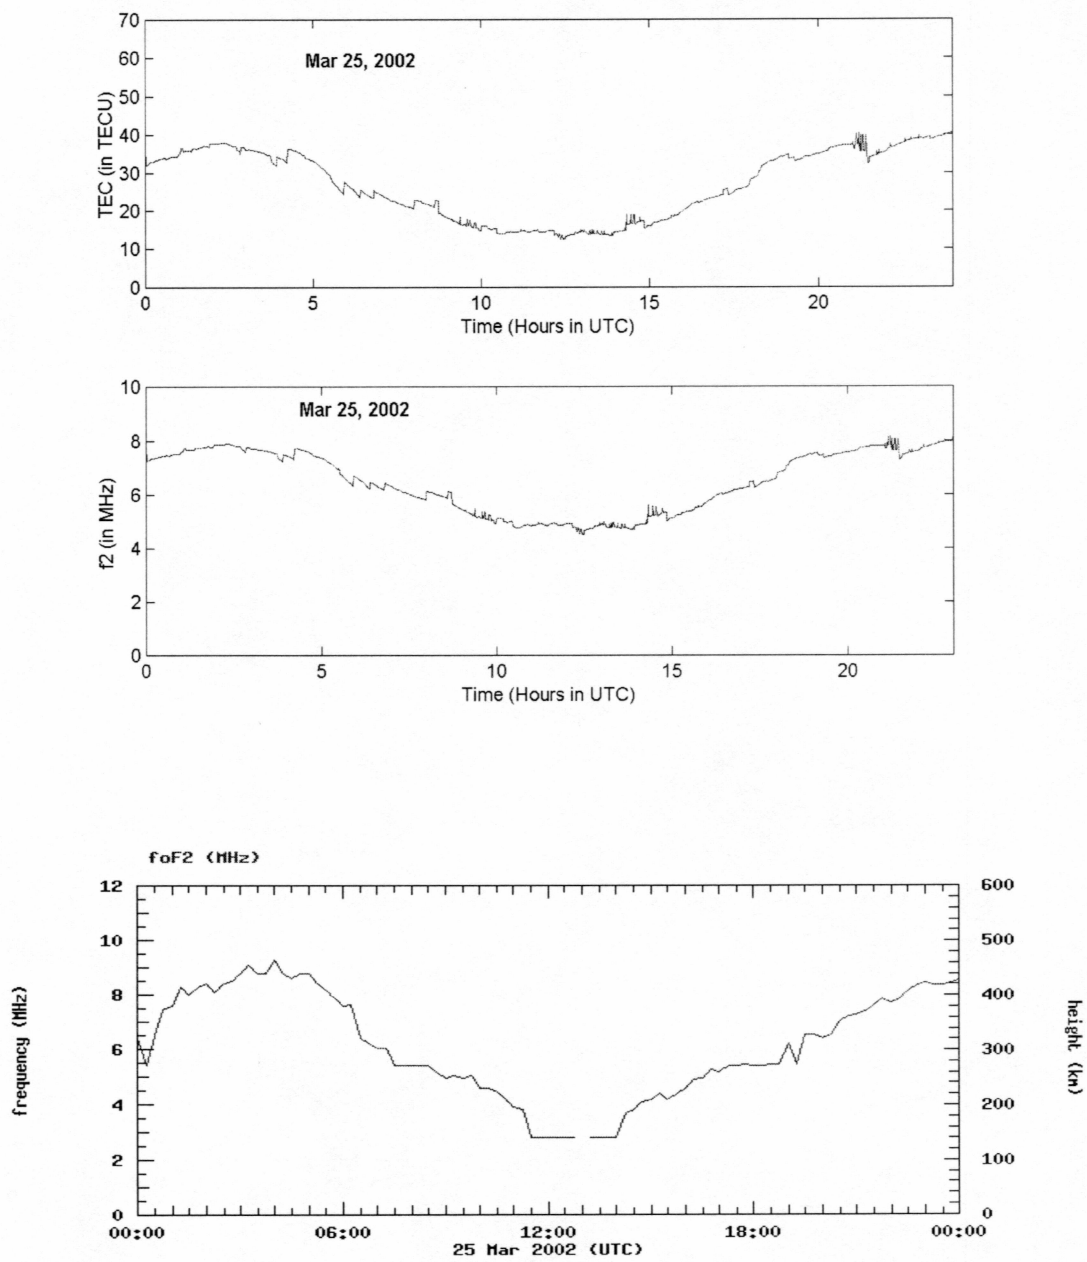 70
60
50
40
30
20
10
0
TEC (in TECU)
Mar 25, 2002
0 5 10 15 20
Time (Hours in UTC)
10
8
6
4
2
0
f2 (in MHz)
Mar 25, 2002
0 5 10 15 20
Time (Hours in UTC)
foF2 (MHz)
12
10
8
6
4
2
0
frequency (MHz)
600
500
400
300
200
100
0
height (km)
00:00 06:00 12:00 18:00 00:00
25 Mar 2002 (UTC)